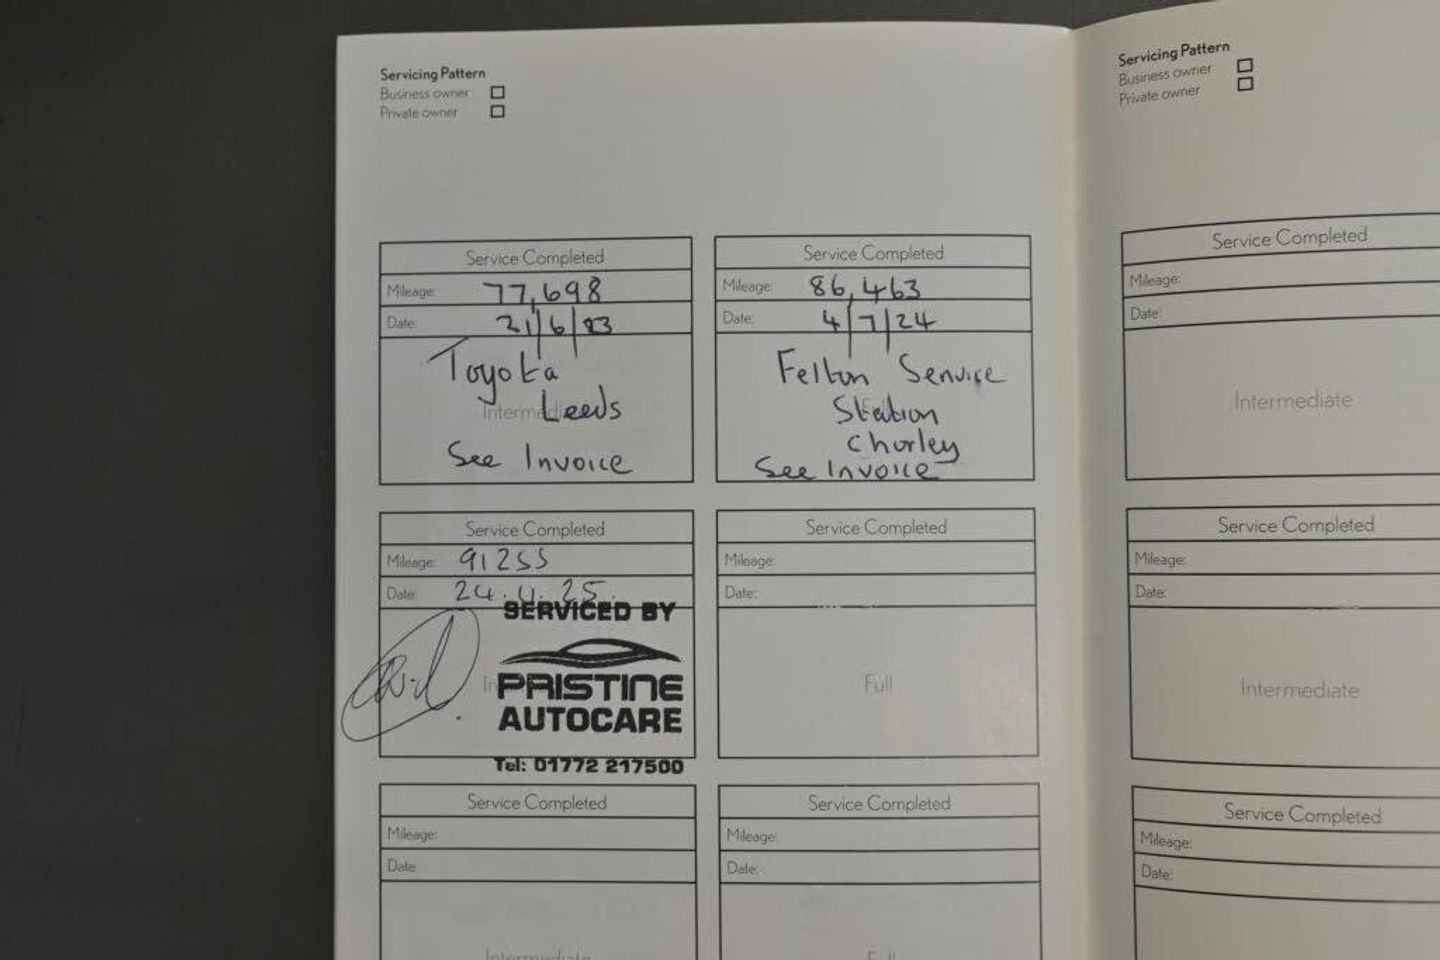 Servicing Pattern
Business owner
Private owner
Service Completed
Mileage: 77,698
Date: 21/6/23
Toyota
Intermediate
Leeds
See Invoice
Service Completed
Mileage: 86,463
Date: 4/7/24
Felton Service
Station
Chorley
See Invoice
Service Completed
Mileage: 91255
Date: 24.4.25.
SERVICED BY
PRISTINE
AUTOCARE
Tel: 01772 217500
Service Completed
Mileage:
Date:
Full
Service Completed
Mileage:
Date:
Intermediate
Service Completed
Mileage:
Date:
Full
Servicing Pattern
Business owner
Private owner
Service Completed
Mileage:
Date:
Intermediate
Service Completed
Mileage:
Date:
Intermediate
Service Completed
Mileage:
Date: